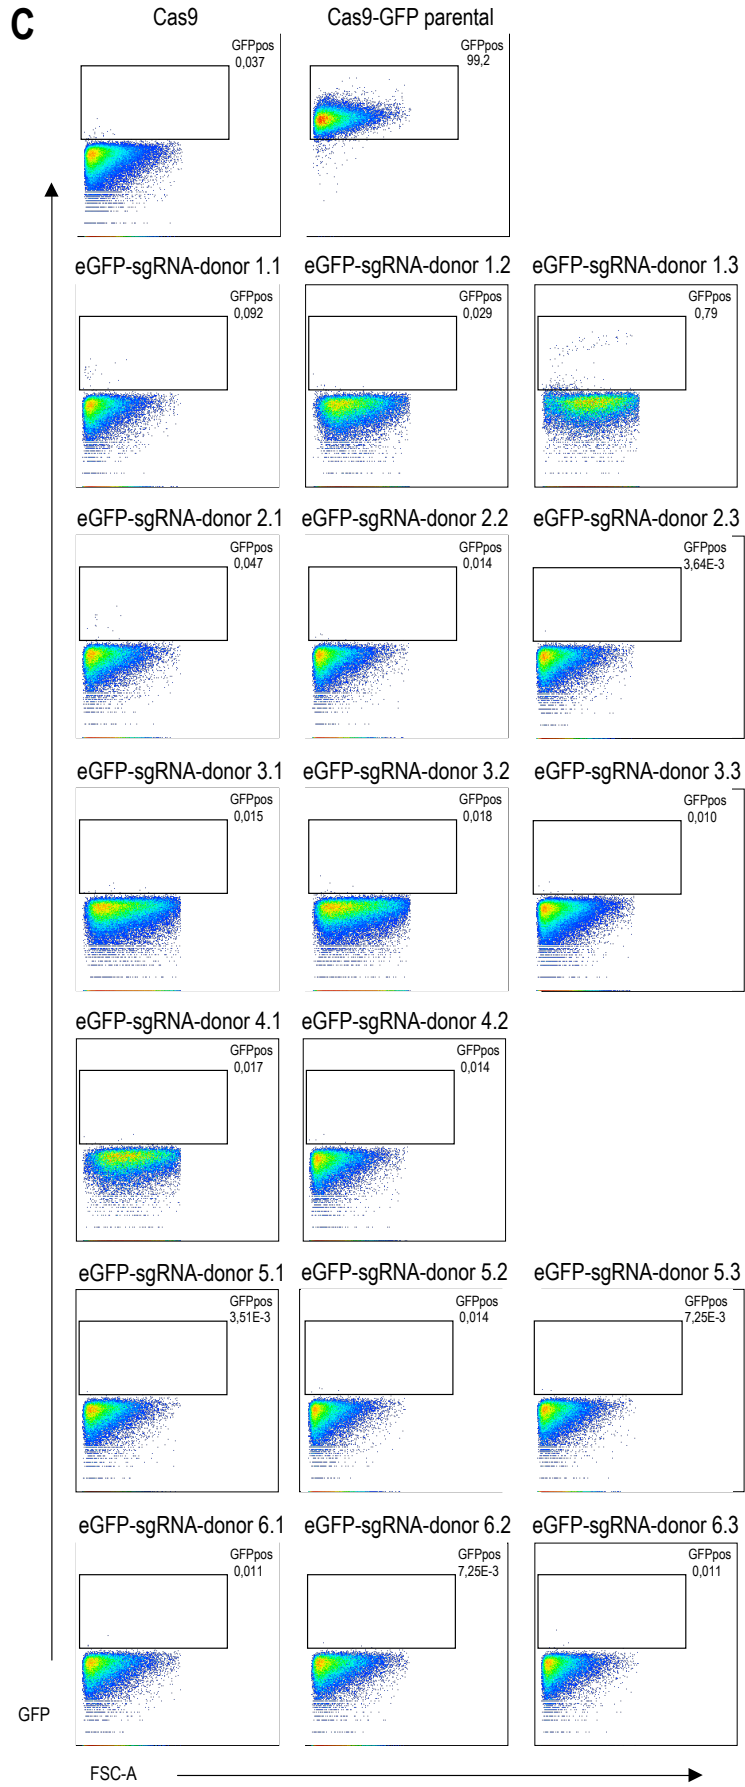 C
Cas9
Cas9-GFP parental
GFPpos
0,037
GFPpos
99,2
eGFP-sgRNA-donor 1.1
eGFP-sgRNA-donor 1.2
eGFP-sgRNA-donor 1.3
GFPpos
0,092
GFPpos
0,029
GFPpos
0,79
eGFP-sgRNA-donor 2.1
eGFP-sgRNA-donor 2.2
eGFP-sgRNA-donor 2.3
GFPpos
0,047
GFPpos
0,014
GFPpos
3,64E-3
eGFP-sgRNA-donor 3.1
eGFP-sgRNA-donor 3.2
eGFP-sgRNA-donor 3.3
GFPpos
0,015
GFPpos
0,018
GFPpos
0,010
eGFP-sgRNA-donor 4.1
eGFP-sgRNA-donor 4.2
GFPpos
0,017
GFPpos
0,014
eGFP-sgRNA-donor 5.1
eGFP-sgRNA-donor 5.2
eGFP-sgRNA-donor 5.3
GFPpos
3,51E-3
GFPpos
0,014
GFPpos
7,25E-3
eGFP-sgRNA-donor 6.1
eGFP-sgRNA-donor 6.2
eGFP-sgRNA-donor 6.3
GFPpos
0,011
GFPpos
7,25E-3
GFPpos
0,011
GFP
FSC-A